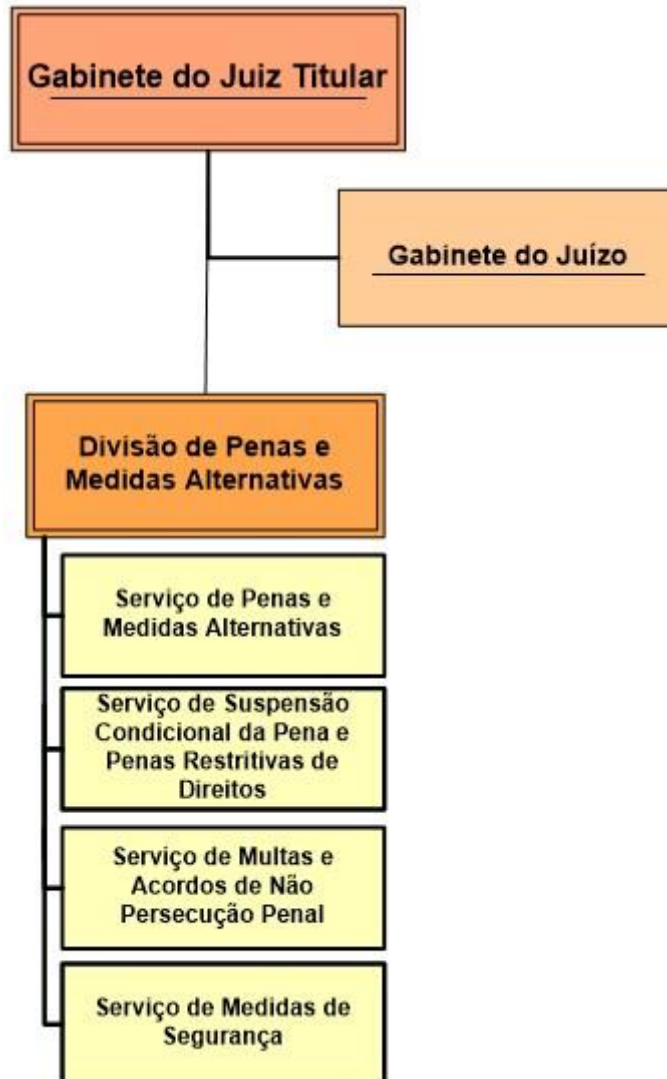 Gabinete do Juiz Titular
Gabinete do Juízo
Divisão de Penas e
Medidas Alternativas
Serviço de Penas e
Medidas Alternativas
Serviço de Suspensão
Condicional da Pena e
Penas Restritivas de
Direitos
Serviço de Multas e
Acordos de Não
Persecução Penal
Serviço de Medidas de
Segurança